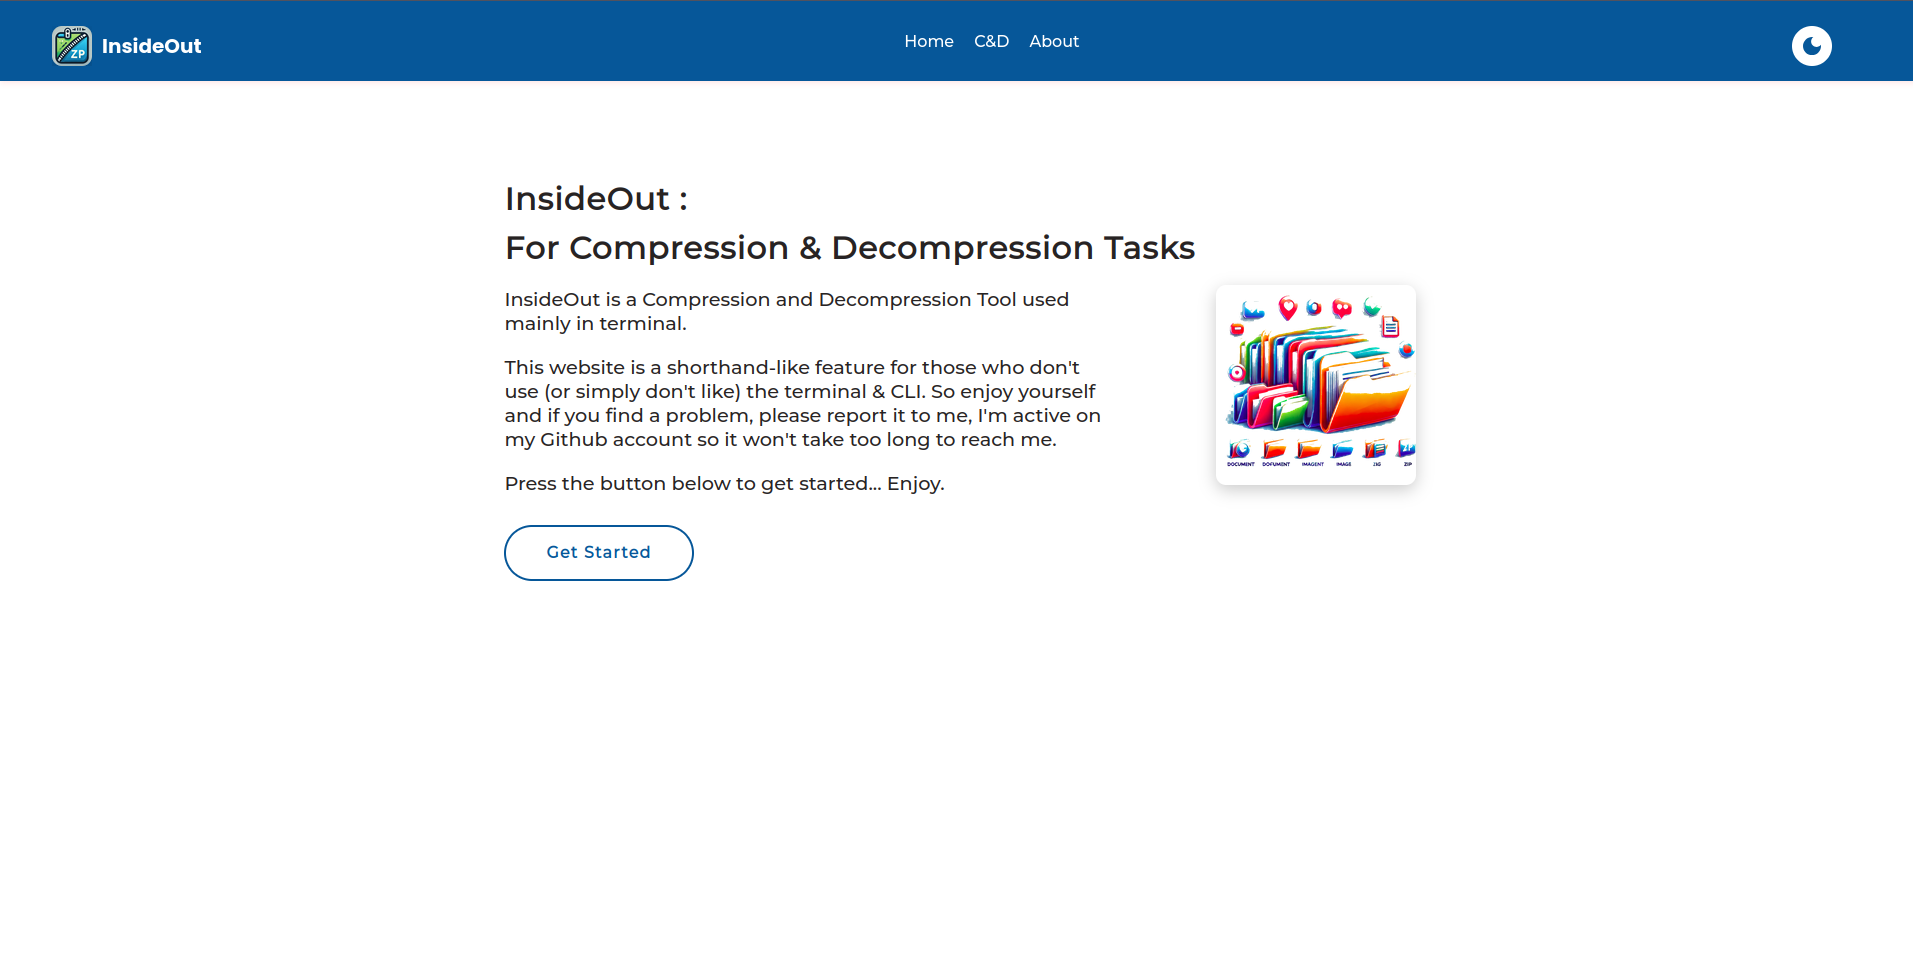 ZP
InsideOut
Home C&D About
InsideOut :
For Compression & Decompression Tasks
InsideOut is a Compression and Decompression Tool used
mainly in terminal.
This website is a shorthand-like feature for those who don't
use (or simply don't like) the terminal & CLI. So enjoy yourself
and if you find a problem, please report it to me, I'm active on
my Github account so it won't take too long to reach me.
Press the button below to get started... Enjoy.
Get Started
DOCUMENT DOFUMENT IMAGENT IMAGE ZIP